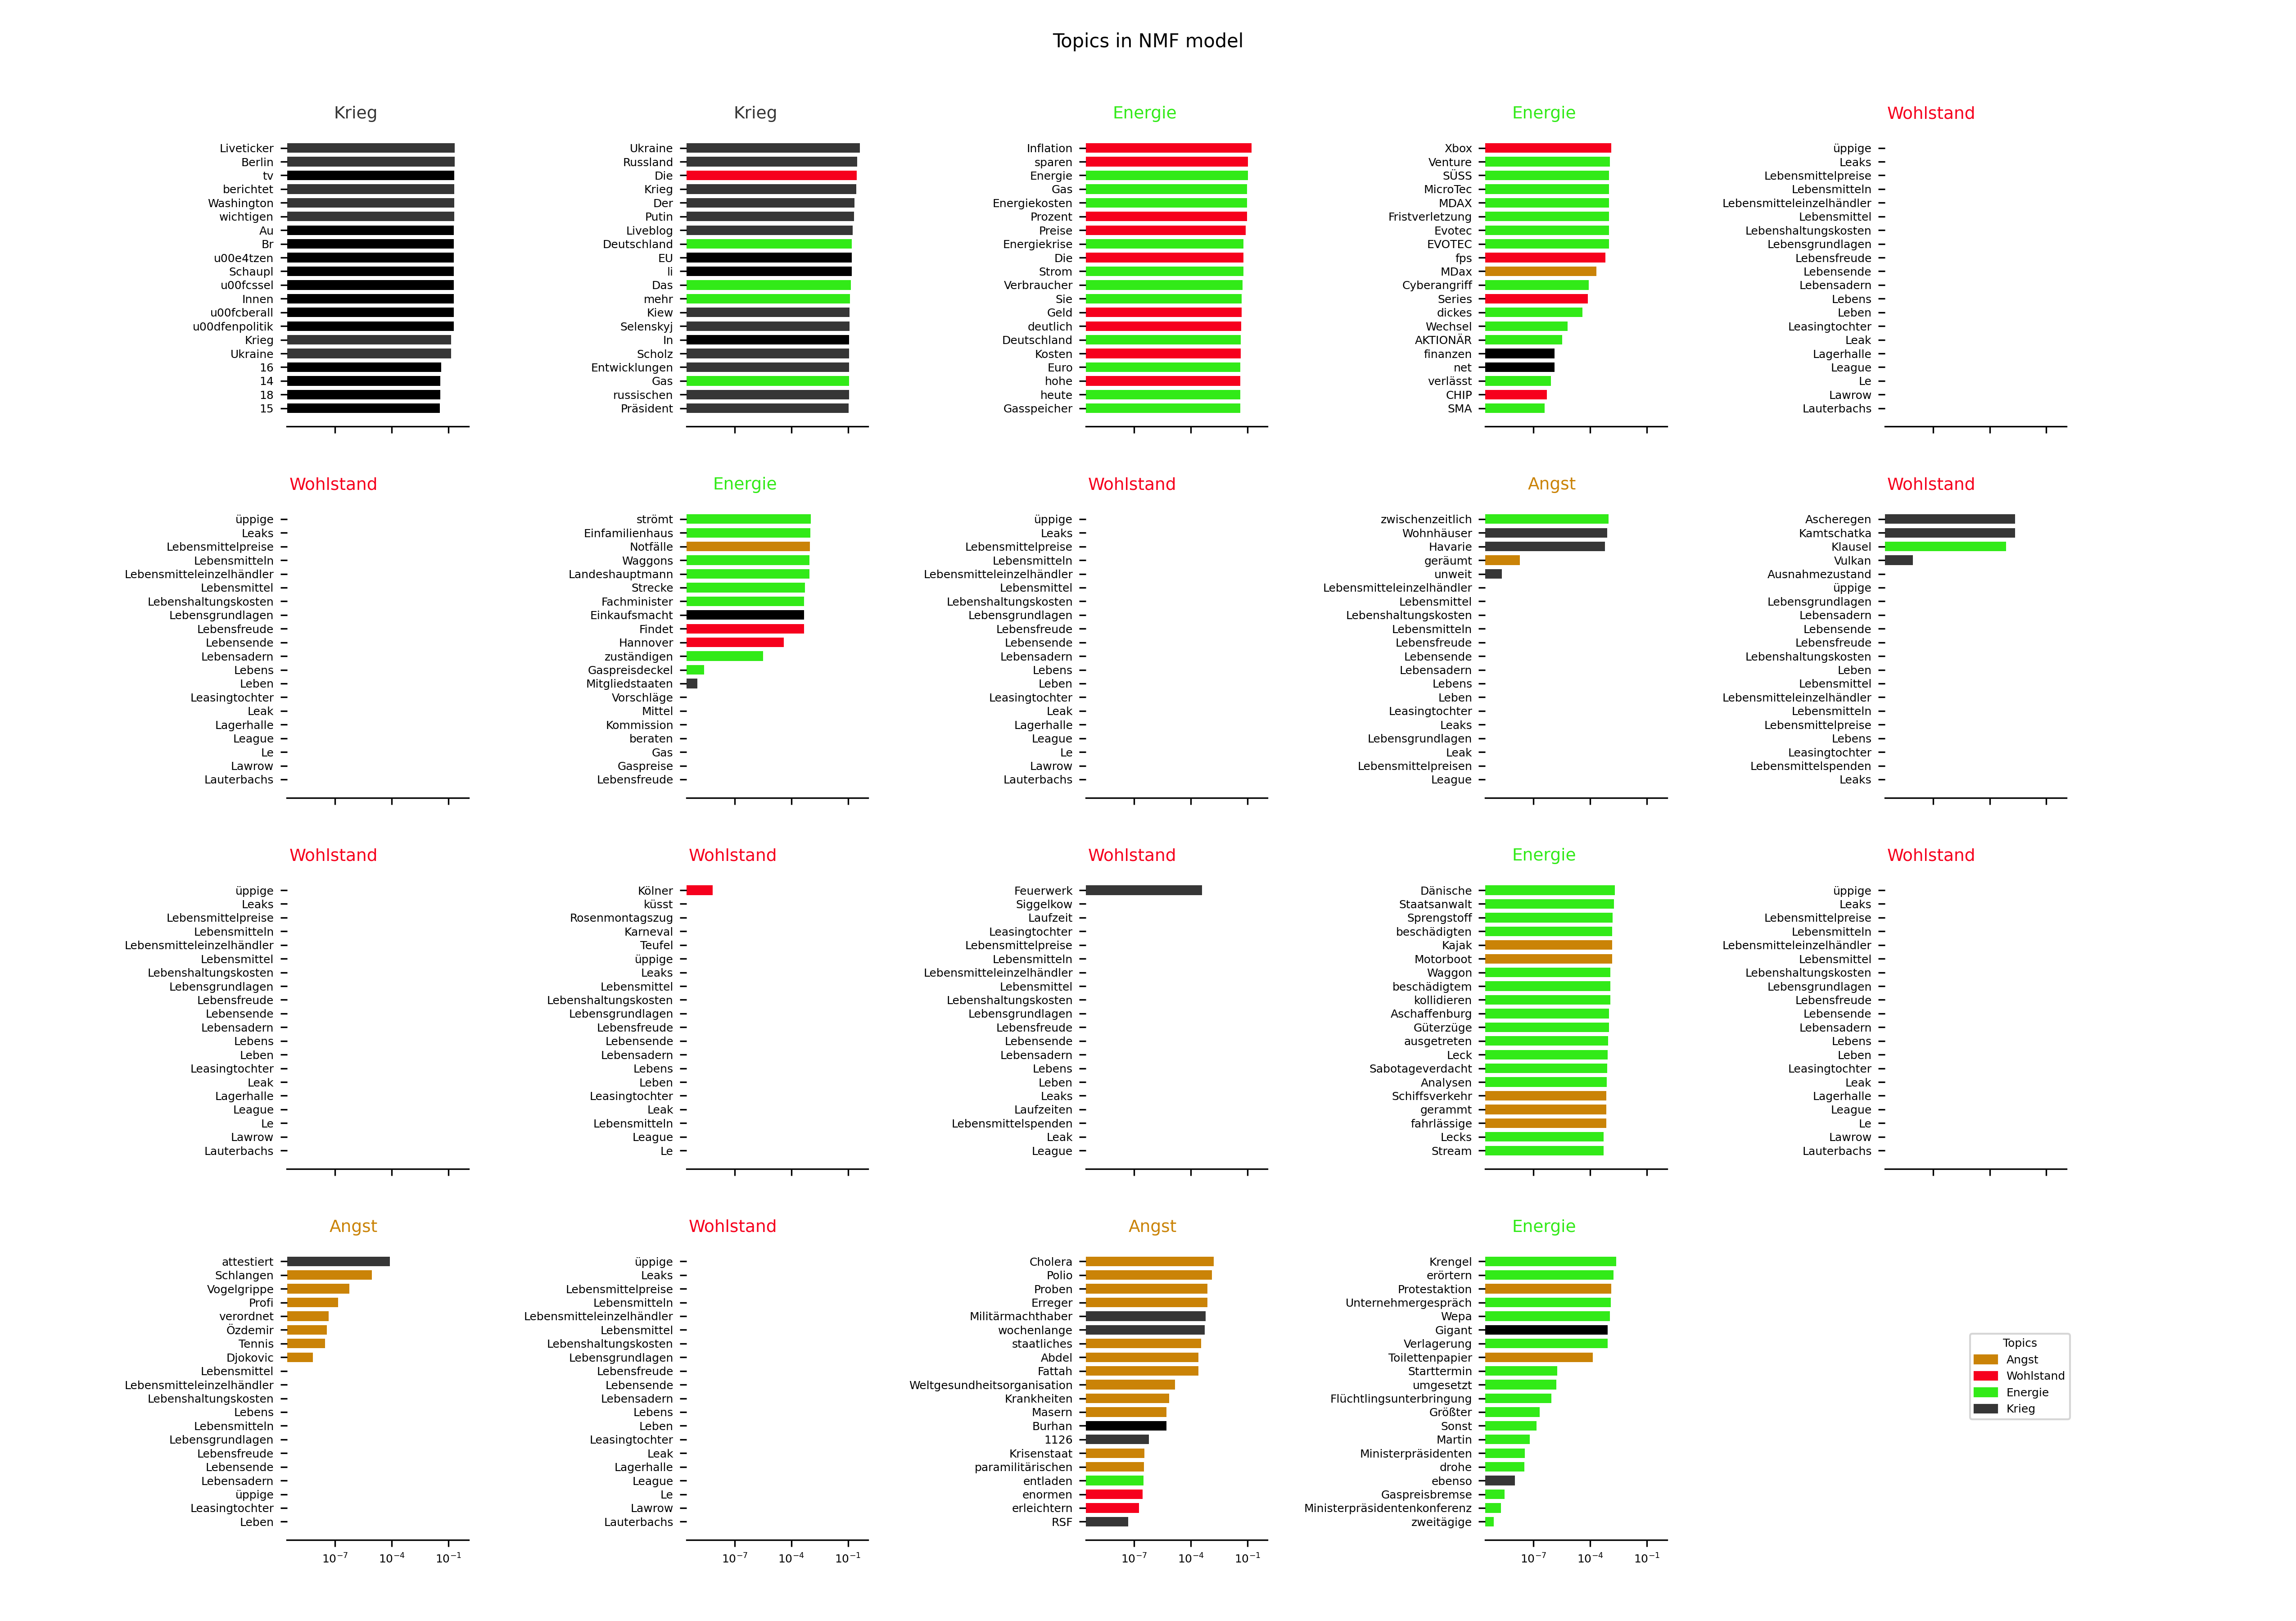 Topics in NMF model
Krieg
Liveticker
Berlin
tv
berichtet
Washington
wichtigen
Au
Br
u00e4tzen
Schaupl
u00fcssel
Innen
u00fcberall
u00dfenpolitik
Krieg
Ukraine
16
14
18
15
Krieg
Ukraine
Russland
Die
Krieg
Der
Putin
Liveblog
Deutschland
EU
li
Das
mehr
Kiew
Selenskyj
In
Scholz
Entwicklungen
Gas
russischen
Präsident
Energie
Inflation
sparen
Energie
Gas
Energiekosten
Prozent
Preise
Energiekrise
Die
Strom
Verbraucher
Sie
Geld
deutlich
Deutschland
Kosten
Euro
hohe
heute
Gasspeicher
Energie
Xbox
Venture
SÜSS
MicroTec
MDAX
Fristverletzung
Evotec
EVOTEC
fps
MDax
Cyberangriff
Series
dickes
Wechsel
AKTIONÄR
finanzen
net
verlässt
CHIP
SMA
Wohlstand
üppige
Leaks
Lebensmittelpreise
Lebensmitteln
Lebensmitteleinzelhändler
Lebensmittel
Lebenshaltungskosten
Lebensgrundlagen
Lebensfreude
Lebensende
Lebensadern
Lebens
Leben
Leasingtochter
Leak
Lagerhalle
League
Le
Lawrow
Lauterbachs
Wohlstand
üppige
Leaks
Lebensmittelpreise
Lebensmitteln
Lebensmitteleinzelhändler
Lebensmittel
Lebenshaltungskosten
Lebensgrundlagen
Lebensfreude
Lebensende
Lebensadern
Lebens
Leben
Leasingtochter
Leak
Lagerhalle
League
Le
Lawrow
Lauterbachs
Energie
strömt
Einfamilienhaus
Notfälle
Waggons
Landeshauptmann
Strecke
Fachminister
Einkaufsmacht
Findet
Hannover
zuständigen
Gaspreisdeckel
Mitgliedstaaten
Vorschläge
Mittel
Kommission
beraten
Gas
Gaspreise
Lebensfreude
Wohlstand
üppige
Leaks
Lebensmittelpreise
Lebensmitteln
Lebensmitteleinzelhändler
Lebensmittel
Lebenshaltungskosten
Lebensgrundlagen
Lebensfreude
Lebensende
Lebensadern
Lebens
Leben
Leasingtochter
Leak
Lagerhalle
League
Le
Lawrow
Lauterbachs
Angst
zwischenzeitlich
Wohnhäuser
Havarie
geräumt
unweit
Lebensmitteleinzelhändler
Lebensmittel
Lebenshaltungskosten
Lebensmitteln
Lebensfreude
Lebensende
Lebensadern
Lebens
Leben
Leasingtochter
Leaks
Lebensgrundlagen
Leak
Lebensmittelpreisen
League
Wohlstand
Ascheregen
Kamtschatka
Klausel
Vulkan
Ausnahmezustand
üppige
Lebensgrundlagen
Lebensadern
Lebensende
Lebensfreude
Lebenshaltungskosten
Leben
Lebensmittel
Lebensmitteleinzelhändler
Lebensmitteln
Lebensmittelpreise
Lebens
Leasingtochter
Lebensmittelspenden
Leaks
Wohlstand
üppige
Leaks
Lebensmittelpreise
Lebensmitteln
Lebensmitteleinzelhändler
Lebensmittel
Lebenshaltungskosten
Lebensgrundlagen
Lebensfreude
Lebensende
Lebensadern
Lebens
Leben
Leasingtochter
Leak
Lagerhalle
League
Le
Lawrow
Lauterbachs
Wohlstand
Kölner
küsst
Rosenmontagszug
Karneval
Teufel
üppige
Leaks
Lebensmittel
Lebenshaltungskosten
Lebensgrundlagen
Lebensfreude
Lebensende
Lebensadern
Lebens
Leben
Leasingtochter
Leak
Lebensmitteln
League
Le
Wohlstand
Feuerwerk
Siggelkow
Laufzeit
Leasingtochter
Lebensmittelpreise
Lebensmitteln
Lebensmitteleinzelhändler
Lebensmittel
Lebenshaltungskosten
Lebensgrundlagen
Lebensfreude
Lebensende
Lebensadern
Lebens
Leben
Leaks
Laufzeiten
Lebensmittelspenden
Leak
League
Energie
Dänische
Staatsanwalt
Sprengstoff
beschädigten
Kajak
Motorboot
Waggon
beschädigtem
kollidieren
Aschaffenburg
Güterzüge
ausgetreten
Leck
Sabotageverdacht
Analysen
Schiffsverkehr
gerammt
fahrlässige
Lecks
Stream
Wohlstand
üppige
Leaks
Lebensmittelpreise
Lebensmitteln
Lebensmitteleinzelhändler
Lebensmittel
Lebenshaltungskosten
Lebensgrundlagen
Lebensfreude
Lebensende
Lebensadern
Lebens
Leben
Leasingtochter
Leak
Lagerhalle
League
Le
Lawrow
Lauterbachs
Angst
attestiert
Schlangen
Vogelgrippe
Profi
verordnet
Özdemir
Tennis
Djokovic
Lebensmittel
Lebensmitteleinzelhändler
Lebenshaltungskosten
Lebens
Lebensmitteln
Lebensgrundlagen
Lebensfreude
Lebensende
Lebensadern
üppige
Leasingtochter
Leben
10⁻⁷ 10⁻⁴ 10⁻¹
Wohlstand
üppige
Leaks
Lebensmittelpreise
Lebensmitteln
Lebensmitteleinzelhändler
Lebensmittel
Lebenshaltungskosten
Lebensgrundlagen
Lebensfreude
Lebensende
Lebensadern
Lebens
Leben
Leasingtochter
Leak
Lagerhalle
League
Le
Lawrow
Lauterbachs
10⁻⁷ 10⁻⁴ 10⁻¹
Angst
Cholera
Polio
Proben
Erreger
Militärmachthaber
wochenlange
staatliches
Abdel
Fattah
Weltgesundheitsorganisation
Krankheiten
Masern
Burhan
1126
Krisenstaat
paramilitärischen
entladen
enormen
erleichtern
RSF
10⁻⁷ 10⁻⁴ 10⁻¹
Energie
Krengel
erörtern
Protestaktion
Unternehmergespräch
Wepa
Gigant
Verlagerung
Toilettenpapier
Starttermin
umgesetzt
Flüchtlingsunterbringung
Größter
Sonst
Martin
Ministerpräsidenten
drohe
ebenso
Gaspreisbremse
Ministerpräsidentenkonferenz
zweitägige
10⁻⁷ 10⁻⁴ 10⁻¹
Topics
Angst
Wohlstand
Energie
Krieg